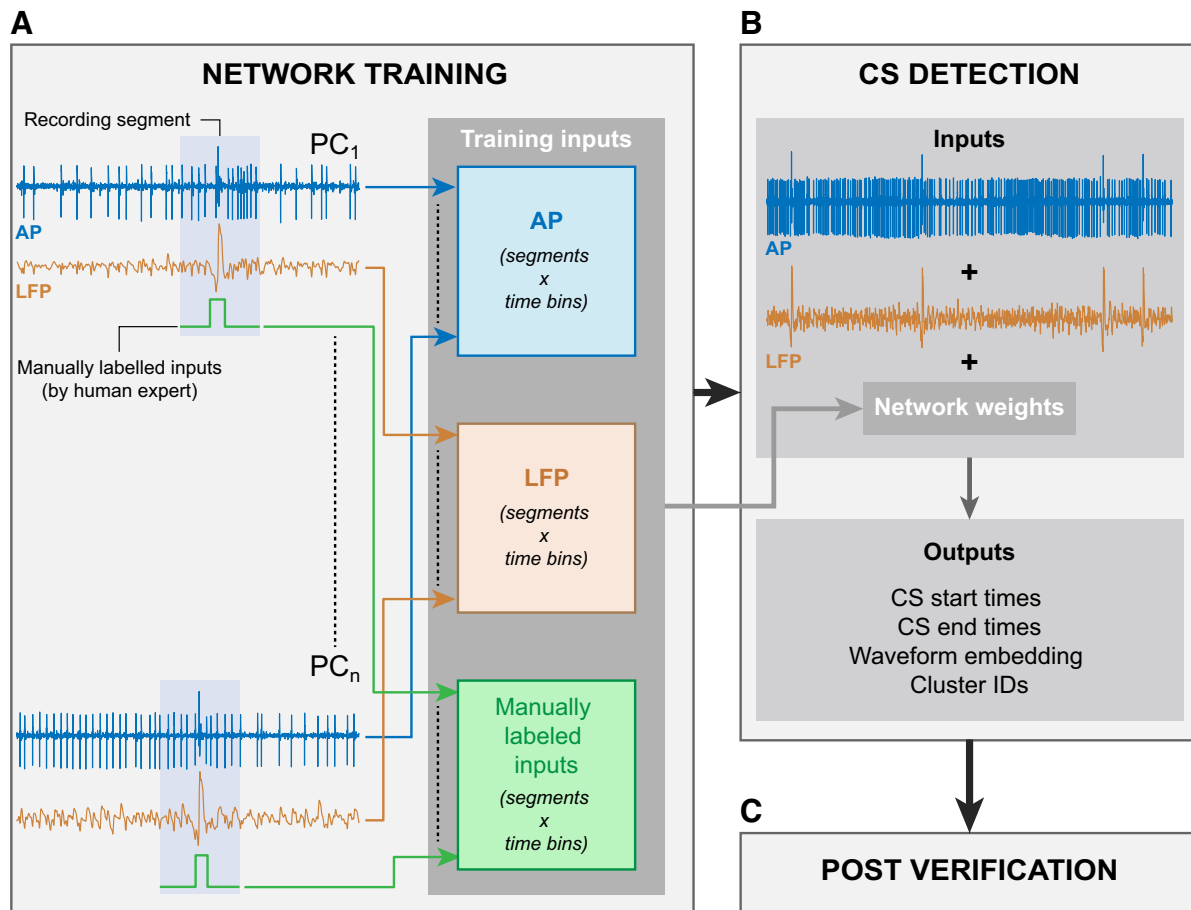 A
NETWORK TRAINING
Recording segment
PC1
AP
LFP
Manually labelled inputs
(by human expert)
PCn
Training inputs
AP
(segments
x
time bins)
LFP
(segments
x
time bins)
Manually
labeled
inputs
(segments
x
time bins)
B
CS DETECTION
Inputs
AP
+
LFP
+
Network weights
Outputs
CS start times
CS end times
Waveform embedding
Cluster IDs
C
POST VERIFICATION